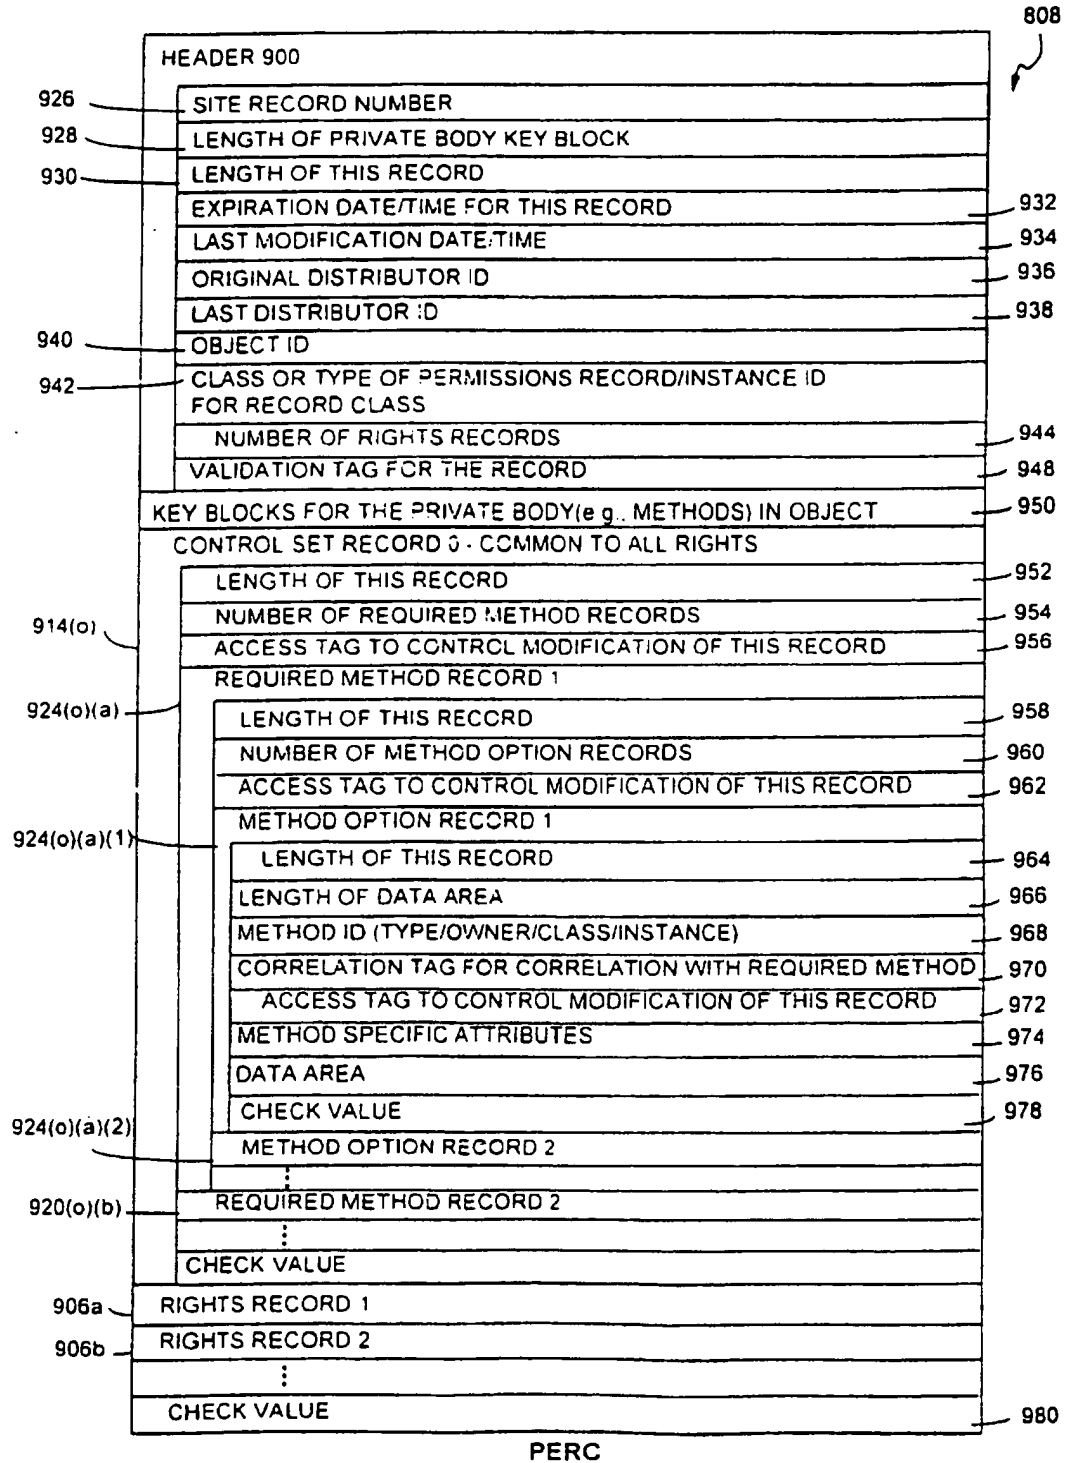 808
HEADER 900
926 SITE RECORD NUMBER
928 LENGTH OF PRIVATE BODY KEY BLOCK
930 LENGTH OF THIS RECORD
EXPIRATION DATE/TIME FOR THIS RECORD 932
LAST MODIFICATION DATE/TIME 934
ORIGINAL DISTRIBUTOR ID 936
LAST DISTRIBUTOR ID 938
940 OBJECT ID
942 CLASS OR TYPE OF PERMISSIONS RECORD/INSTANCE ID
FOR RECORD CLASS
NUMBER OF RIGHTS RECORDS 944
VALIDATION TAG FOR THE RECORD 948
KEY BLOCKS FOR THE PRIVATE BODY(e g., METHODS) IN OBJECT 950
CONTROL SET RECORD 0 - COMMON TO ALL RIGHTS
LENGTH OF THIS RECORD 952
NUMBER OF REQUIRED METHOD RECORDS 954
914(o)
ACCESS TAG TO CONTROL MODIFICATION OF THIS RECORD 956
REQUIRED METHOD RECORD 1
924(o)(a)
LENGTH OF THIS RECORD 958
NUMBER OF METHOD OPTION RECORDS 960
ACCESS TAG TO CONTROL MODIFICATION OF THIS RECORD 962
METHOD OPTION RECORD 1
924(o)(a)(1)
LENGTH OF THIS RECORD 964
LENGTH OF DATA AREA 966
METHOD ID (TYPE/OWNER/CLASS/INSTANCE) 968
CORRELATION TAG FOR CORRELATION WITH REQUIRED METHOD 970
ACCESS TAG TO CONTROL MODIFICATION OF THIS RECORD 972
METHOD SPECIFIC ATTRIBUTES 974
DATA AREA 976
CHECK VALUE 978
924(o)(a)(2)
METHOD OPTION RECORD 2
920(o)(b) REQUIRED METHOD RECORD 2
CHECK VALUE
906a RIGHTS RECORD 1
906b RIGHTS RECORD 2
CHECK VALUE 980
PERC